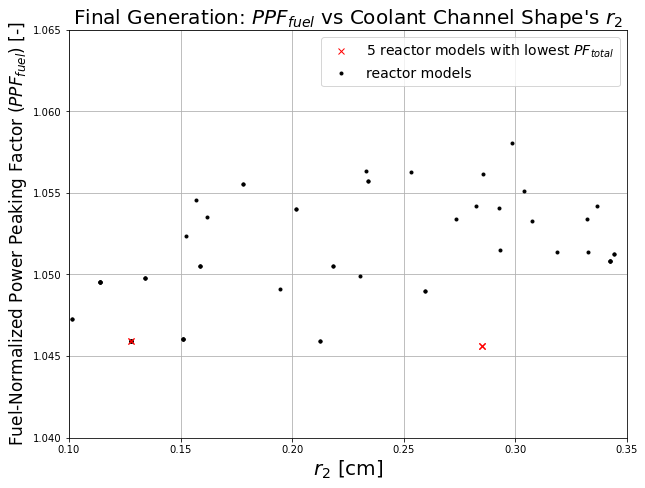 Final Generation: PPF_fuel vs Coolant Channel Shape's r_2
5 reactor models with lowest PF_total
reactor models
Fuel-Normalized Power Peaking Factor (PPF_fuel) [-]
1.065
1.060
1.055
1.050
1.045
1.040
0.10 0.15 0.20 0.25 0.30 0.35
r_2 [cm]